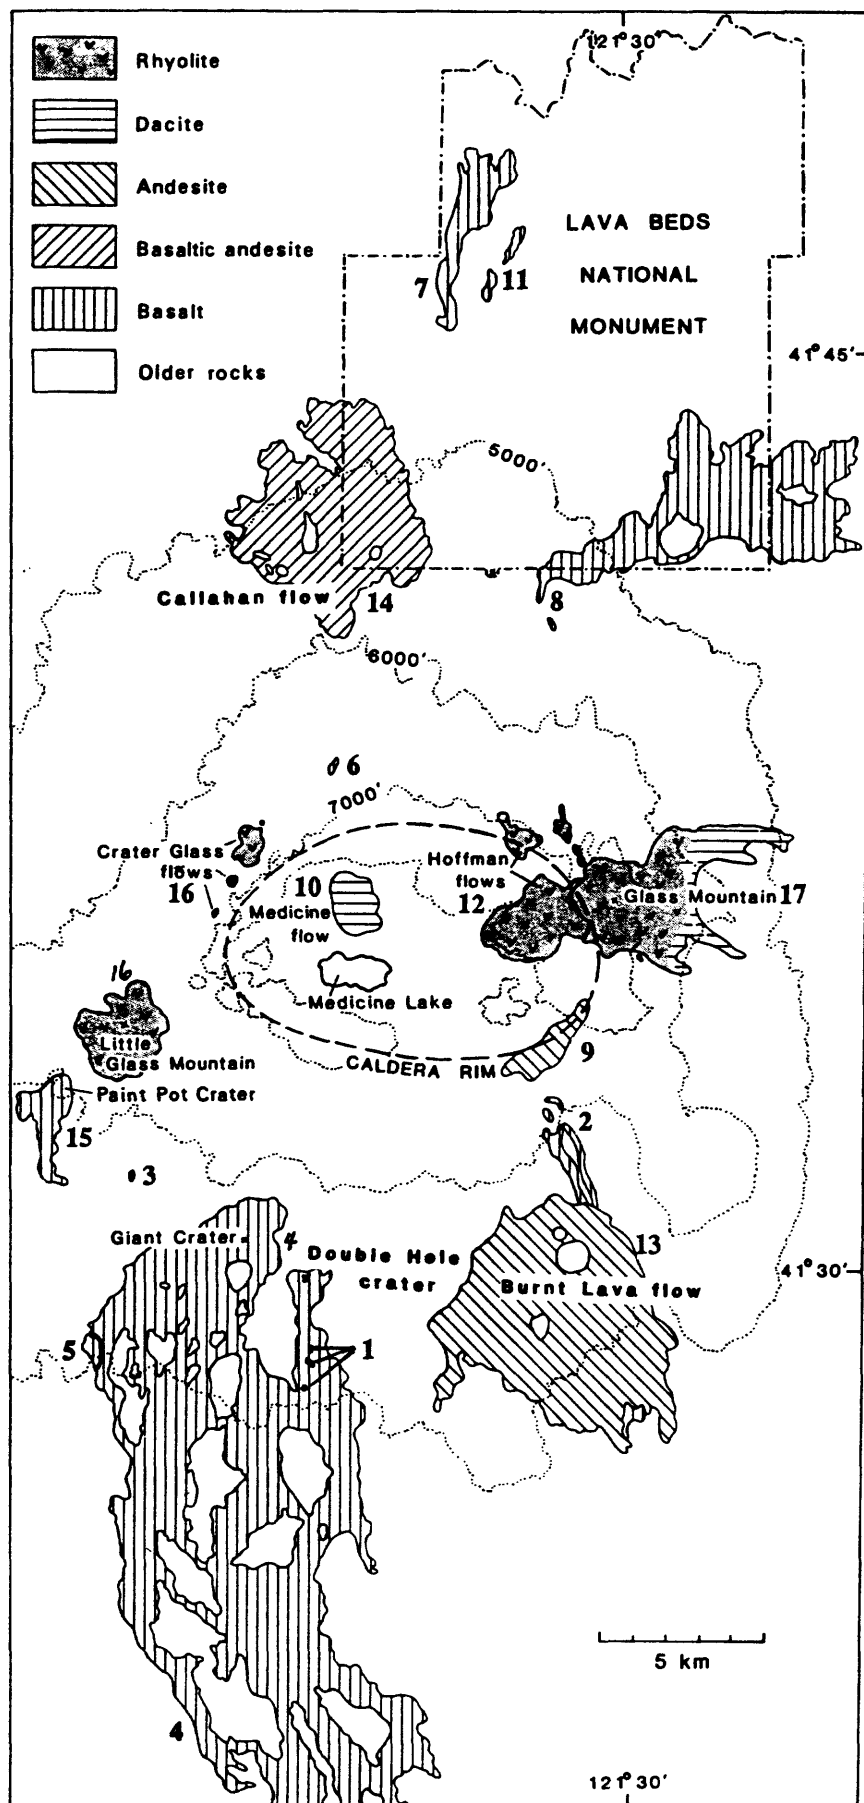 121°30'
Rhyolite
Dacite
Andesite
Basaltic andesite
Basalt
Older rocks
LAVA BEDS
NATIONAL
MONUMENT
7
11
41°45'
5000'
Callahan flow
14
8
6000'
6
7000'
Crater Glass
flows
16
10
Medicine
flow
Hoffman
flows
12
Glass Mountain 17
Medicine Lake
16
Little
Glass Mountain
CALDERA RIM
9
Paint Pot Crater
15
2
3
Giant Crater
4
Double Hole
crater
13
Burnt Lava flow
41°30'
5
1
5 km
4
121°30'